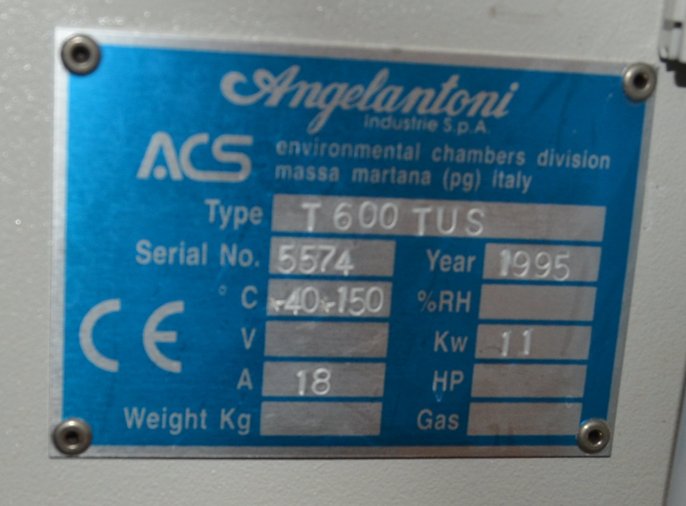 Angelantoni
Industrie S.p.A.
ACS environmental chambers division
massa martana (pg) italy
Type T 600 TUS
Serial No. 5574 Year 1995
° C -40+150 %RH
CE V Kw 11
A 18 HP
Weight Kg Gas